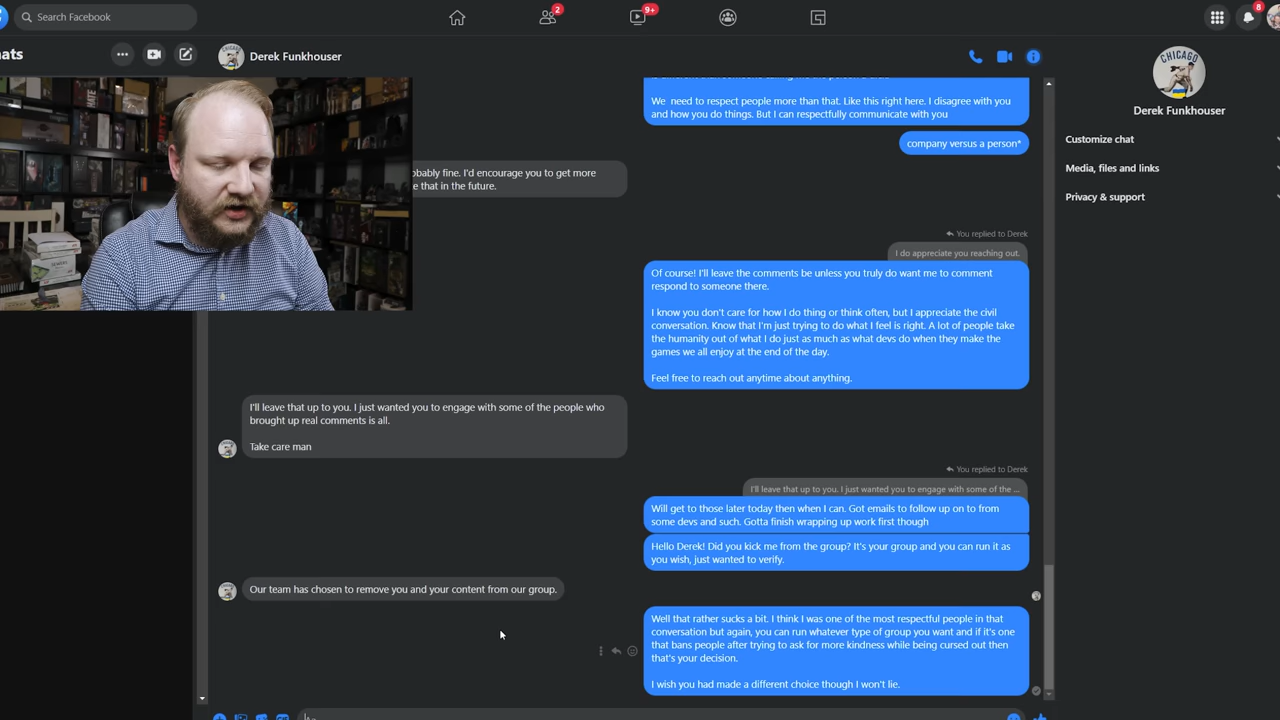 Search Facebook
2
9+
8
ats
Derek Funkhouser
CHICAGO
Derek Funkhouser
Customize chat
Media, files and links
Privacy & support
We need to respect people more than that. Like this right here. I disagree with you
and how you do things. But I can respectfully communicate with you
company versus a person*
obably fine. I'd encourage you to get more
e that in the future.
You replied to Derek
I do appreciate you reaching out.
Of course! I'll leave the comments be unless you truly do want me to comment
respond to someone there.
I know you don't care for how I do thing or think often, but I appreciate the civil
conversation. Know that I'm just trying to do what I feel is right. A lot of people take
the humanity out of what I do just as much as what devs do when they make the
games we all enjoy at the end of the day.
Feel free to reach out anytime about anything.
I'll leave that up to you. I just wanted you to engage with some of the people who
brought up real comments is all.
Take care man
You replied to Derek
I'll leave that up to you. I just wanted you to engage with some of the ...
Will get to those later today then when I can. Got emails to follow up on to from
some devs and such. Gotta finish wrapping up work first though
Hello Derek! Did you kick me from the group? It's your group and you can run it as
you wish, just wanted to verify.
Our team has chosen to remove you and your content from our group.
Well that rather sucks a bit. I think I was one of the most respectful people in that
conversation but again, you can run whatever type of group you want and if it's one
that bans people after trying to ask for more kindness while being cursed out then
that's your decision.
I wish you had made a different choice though I won't lie.